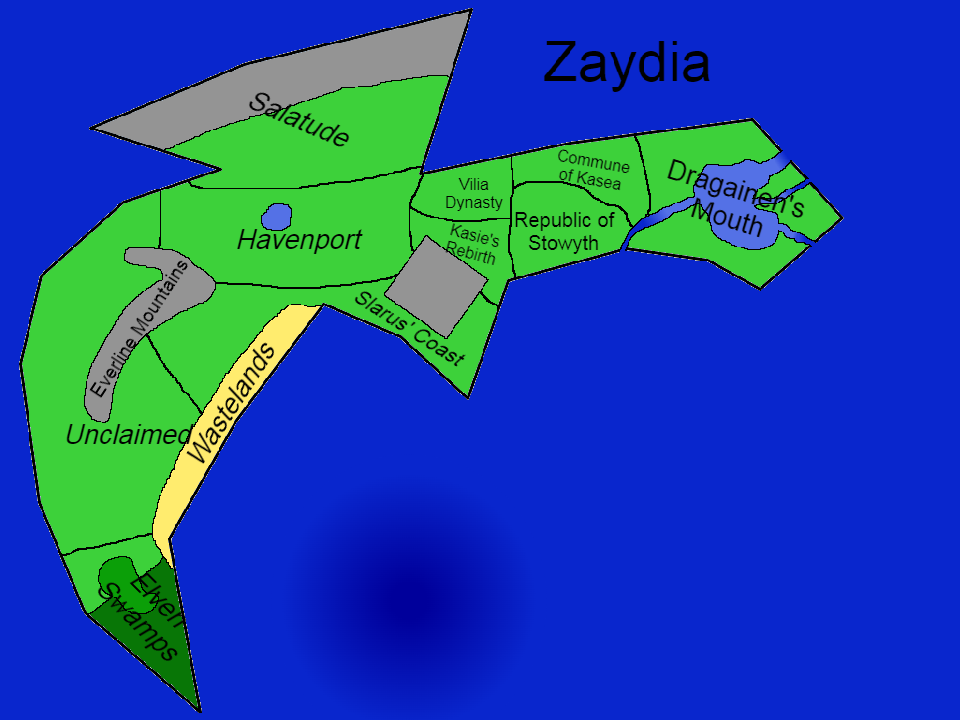 Zaydia
Salatude
Commune
of Kasea
Vilia
Dynasty
Dragainen's
Mouth
Republic of
Stowyth
Havenport
Kasie's
Rebirth
Everline Mountains
Slarus' Coast
Wastelands
Unclaimed
Elven
Swamps